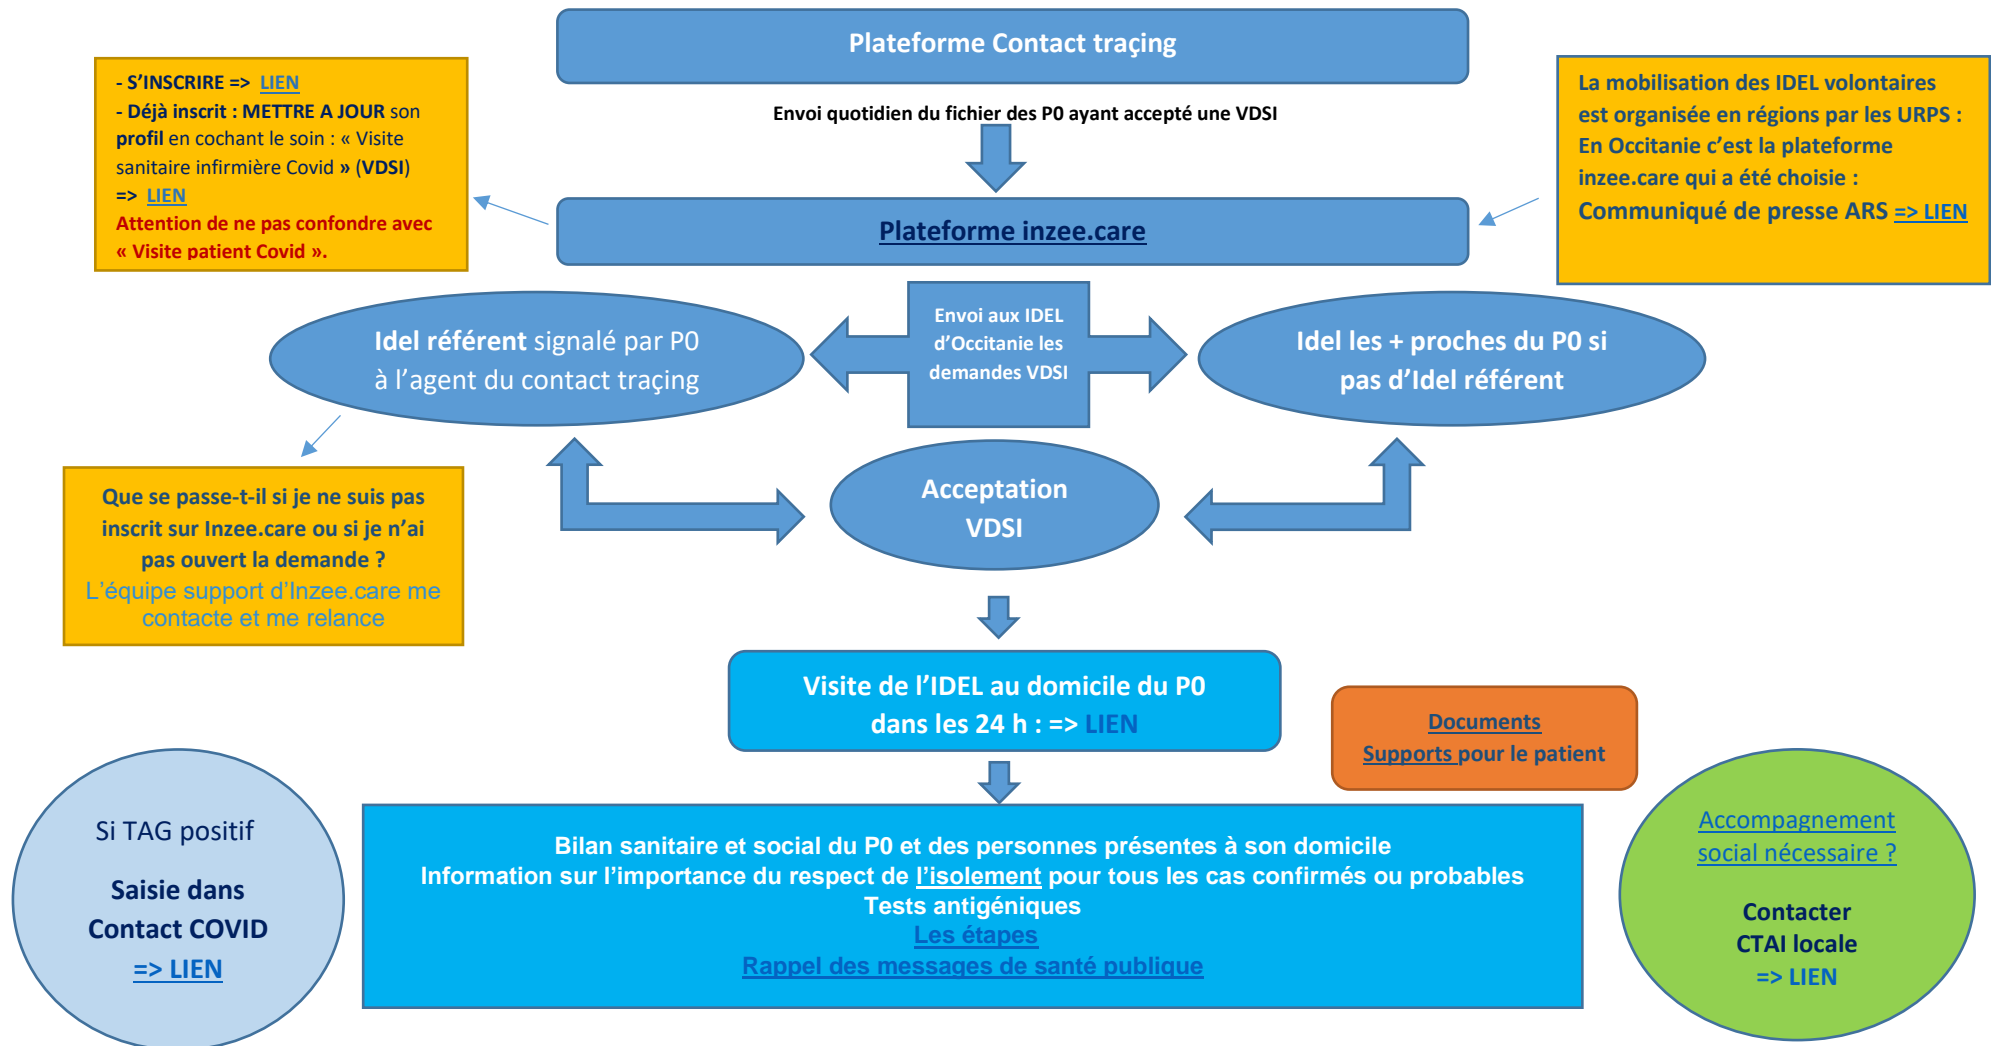 Plateforme Contact traçing
- S'INSCRIRE => LIEN
- Déjà inscrit : METTRE A JOUR son
profil en cochant le soin : « Visite
sanitaire infirmière Covid » (VDSI)
=> LIEN
Attention de ne pas confondre avec
« Visite patient Covid ».
Envoi quotidien du fichier des P0 ayant accepté une VDSI
La mobilisation des IDEL volontaires
est organisée en régions par les URPS :
En Occitanie c'est la plateforme
inzee.care qui a été choisie :
Communiqué de presse ARS => LIEN
Plateforme inzee.care
Idel référent signalé par P0
à l'agent du contact traçing
Envoi aux IDEL
d'Occitanie les
demandes VDSI
Idel les + proches du P0 si
pas d'Idel référent
Que se passe-t-il si je ne suis pas
inscrit sur Inzee.care ou si je n'ai
pas ouvert la demande ?
L'équipe support d'Inzee.care me
contacte et me relance
Acceptation
VDSI
Visite de l'IDEL au domicile du P0
dans les 24 h : => LIEN
Documents
Supports pour le patient
Si TAG positif
Saisie dans
Contact COVID
=> LIEN
Bilan sanitaire et social du P0 et des personnes présentes à son domicile
Information sur l'importance du respect de l'isolement pour tous les cas confirmés ou probables
Tests antigéniques
Les étapes
Rappel des messages de santé publique
Accompagnement
social nécessaire ?
Contacter
CTAI locale
=> LIEN